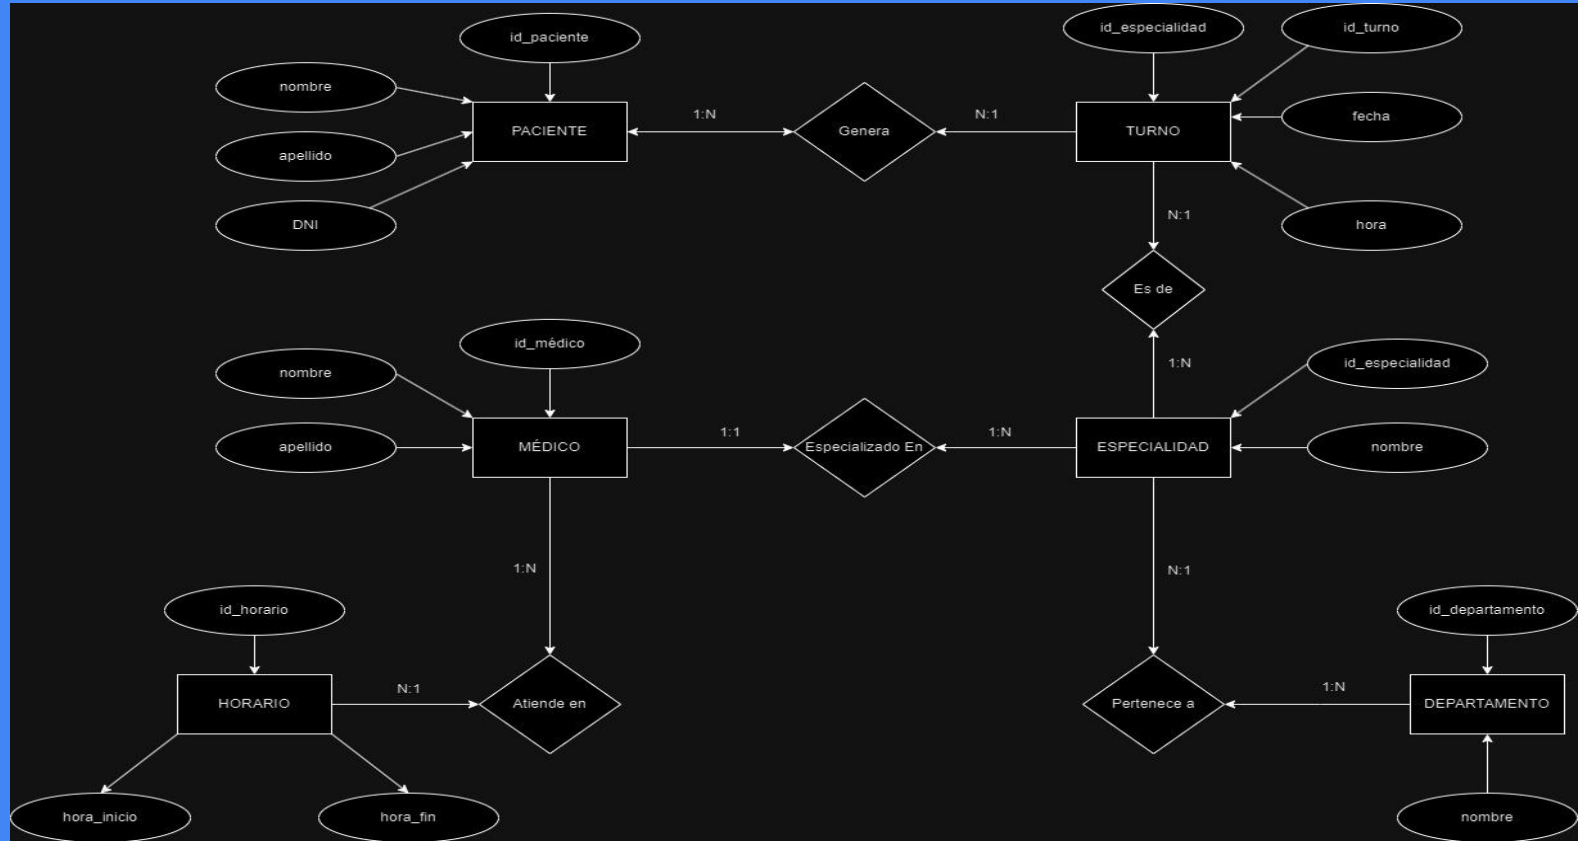 id_paciente
id_especialidad
id_turno
nombre
fecha
PACIENTE
1:N
Genera
N:1
TURNO
apellido
DNI
N:1
hora
Es de
id_médico
1:N
id_especialidad
nombre
apellido
MÉDICO
1:1
Especializado En
1:N
ESPECIALIDAD
nombre
1:N
N:1
id_horario
id_departamento
HORARIO
N:1
Atiende en
Pertenece a
1:N
DEPARTAMENTO
hora_inicio
hora_fin
nombre